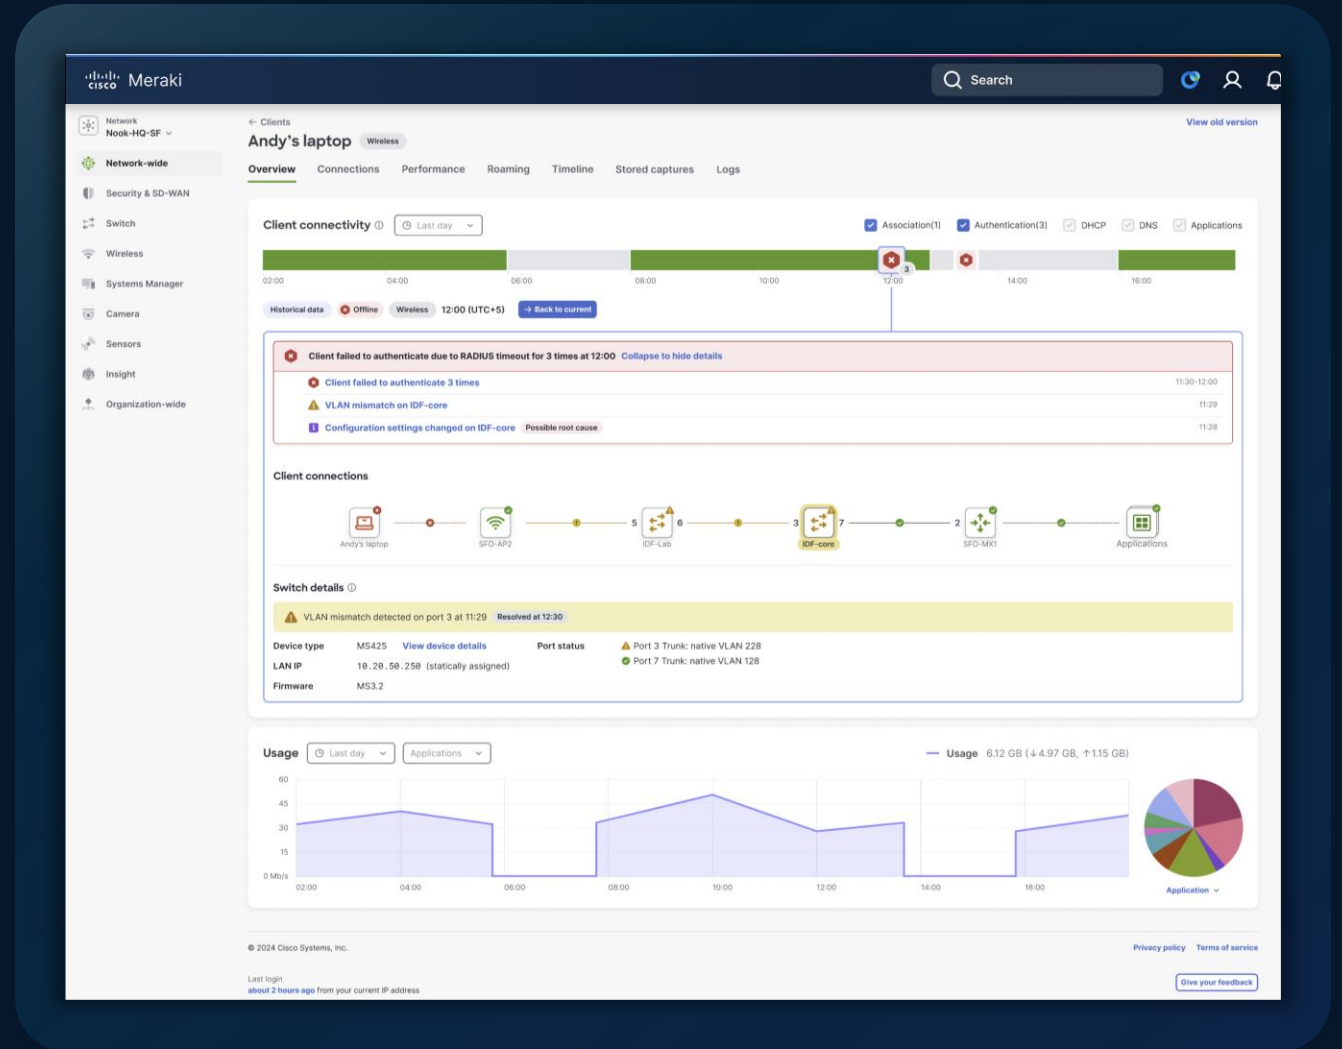 cisco Meraki
Search
Network
Nook-HQ-SF
Network-wide
Security & SD-WAN
Switch
Wireless
Systems Manager
Camera
Sensors
Insight
Organization-wide
← Clients
View old version
Andy's laptop Wireless
Overview Connections Performance Roaming Timeline Stored captures Logs
Client connectivity Last day
Association(1) Authentication(3) DHCP DNS Applications
3
02:00 04:00 06:00 08:00 10:00 12:00 14:00 16:00
Historical data Offline Wireless 12:00 (UTC+5) → Back to current
Client failed to authenticate due to RADIUS timeout for 3 times at 12:00 Collapse to hide details
Client failed to authenticate 3 times 11:30-12:00
VLAN mismatch on IDF-core 11:29
Configuration settings changed on IDF-core Possible root cause 11:28
Client connections
5 6 3 7 2
Andy's laptop SFO-AP2 IDF-Lab IDF-core SFO-MX1 Applications
Switch details
VLAN mismatch detected on port 3 at 11:29 Resolved at 12:30
Device type MS425 View device details Port status Port 3 Trunk: native VLAN 228
Port 7 Trunk: native VLAN 128
LAN IP 10.20.50.250 (statically assigned)
Firmware MS3.2
Usage Last day Applications
Usage 6.12 GB (↓4.97 GB, ↑1.15 GB)
60
45
30
15
0 Mb/s
02:00 04:00 06:00 08:00 10:00 12:00 14:00 16:00
Application
© 2024 Cisco Systems, Inc.
Privacy policy Terms of service
Last login
about 2 hours ago from your current IP address
Give your feedback